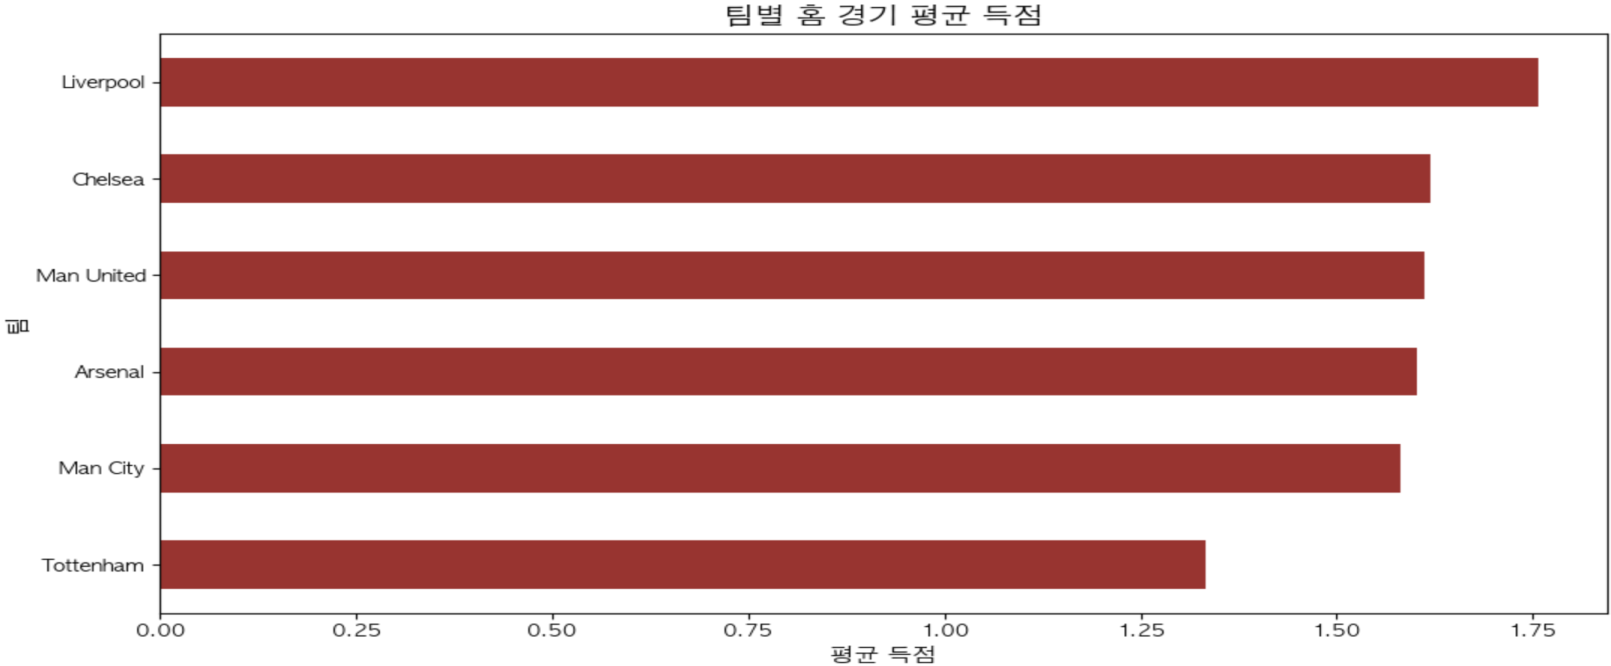 팀별 홈 경기 평균 득점
Liverpool
Chelsea
Man United
Arsenal
Man City
Tottenham
팀
0.00 0.25 0.50 0.75 1.00 1.25 1.50 1.75
평균 득점